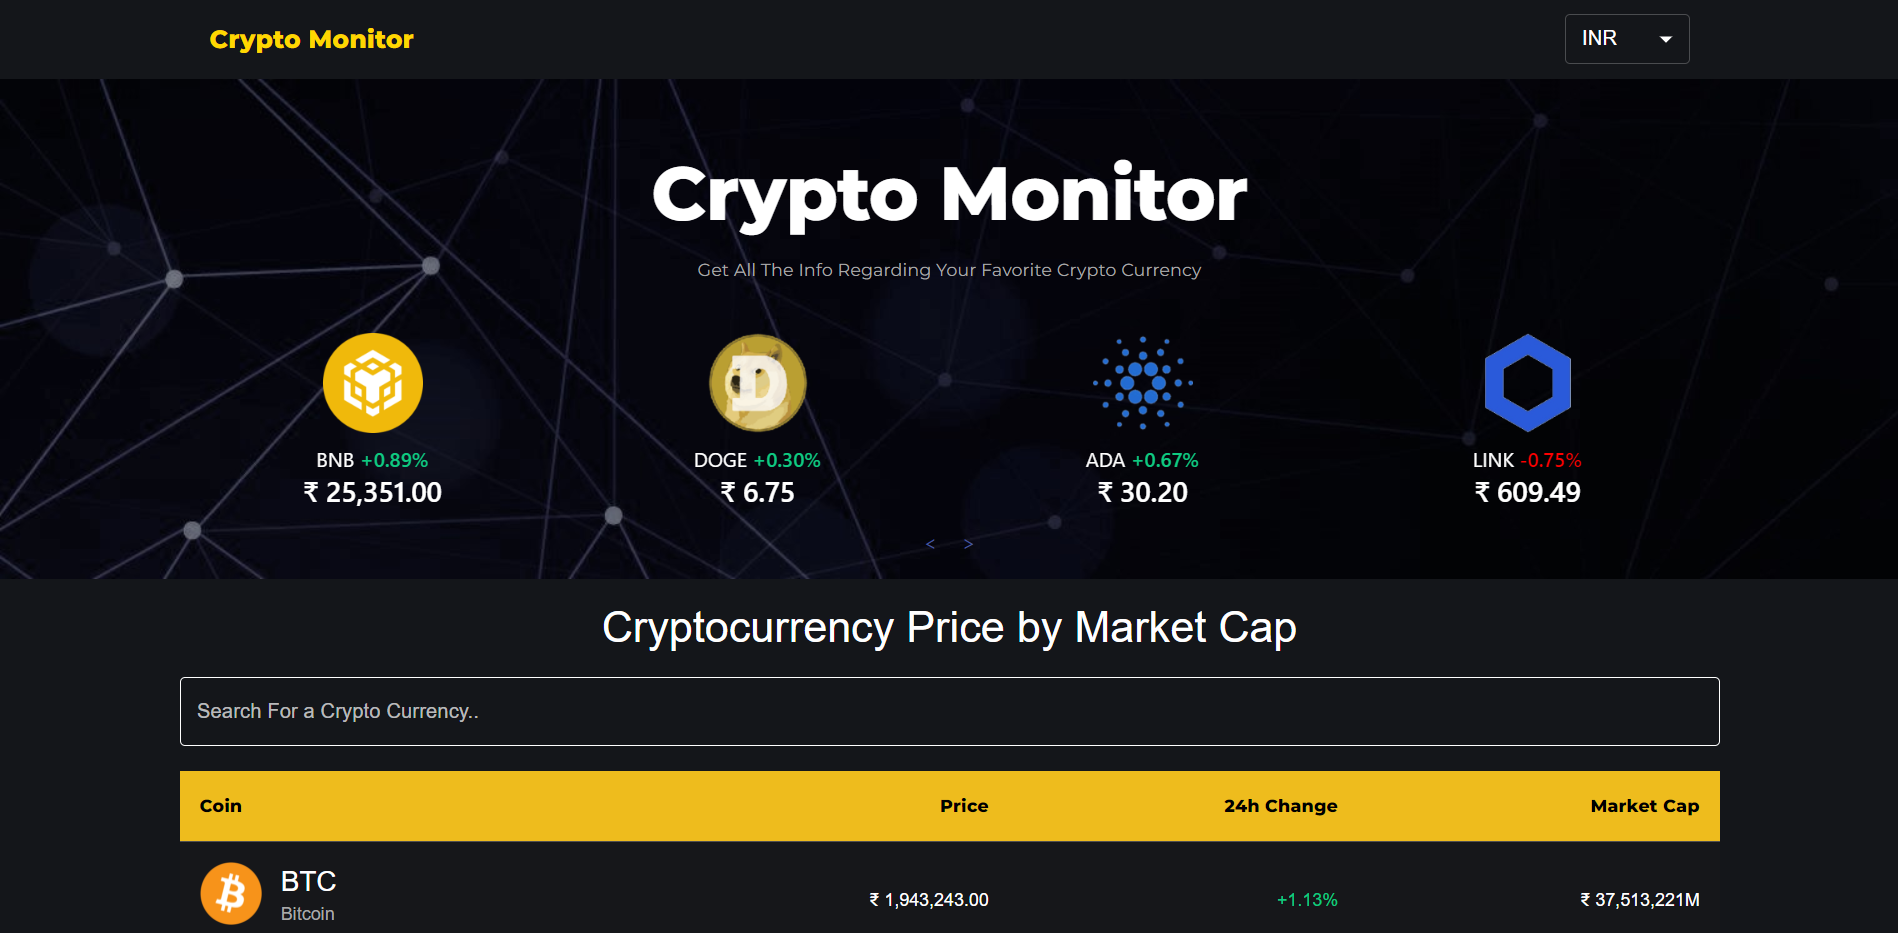 Crypto Monitor
INR
Crypto Monitor
Get All The Info Regarding Your Favorite Crypto Currency
BNB +0.89%
₹ 25,351.00
DOGE +0.30%
₹ 6.75
ADA +0.67%
₹ 30.20
LINK -0.75%
₹ 609.49
< >
Cryptocurrency Price by Market Cap
Search For a Crypto Currency..
Coin Price 24h Change Market Cap
BTC
Bitcoin
₹ 1,943,243.00 +1.13% ₹ 37,513,221M